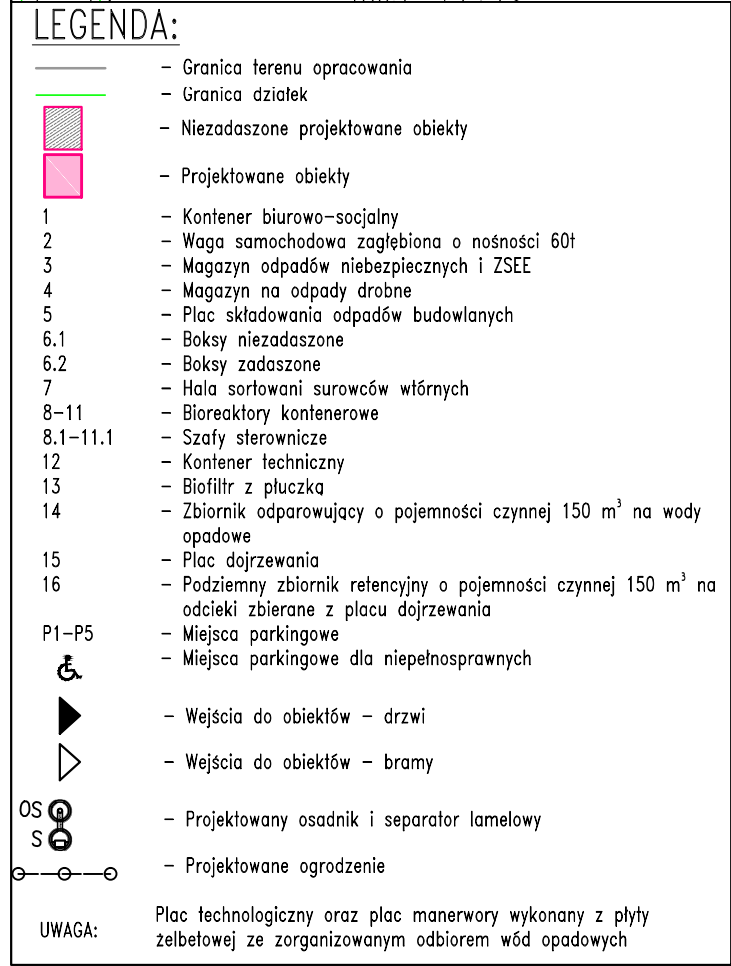 LEGENDA:
– Granica terenu opracowania
– Granica działek
– Niezadaszone projektowane obiekty
– Projektowane obiekty
1 – Kontener biurowo–socjalny
2 – Waga samochodowa zagłębiona o nośności 60t
3 – Magazyn odpadów niebezpiecznych i ZSEE
4 – Magazyn na odpady drobne
5 – Plac składowania odpadów budowlanych
6.1 – Boksy niezadaszone
6.2 – Boksy zadaszone
7 – Hala sortowani surowców wtórnych
8–11 – Bioreaktory kontenerowe
8.1–11.1 – Szafy sterownicze
12 – Kontener techniczny
13 – Biofiltr z płuczką
14 – Zbiornik odparowujący o pojemności czynnej 150 m³ na wody
opadowe
15 – Plac dojrzewania
16 – Podziemny zbiornik retencyjny o pojemności czynnej 150 m³ na
odcieki zbierane z placu dojrzewania
P1–P5 – Miejsca parkingowe
– Miejsca parkingowe dla niepełnosprawnych
– Wejścia do obiektów – drzwi
– Wejścia do obiektów – bramy
OS
S – Projektowany osadnik i separator lamelowy
– Projektowane ogrodzenie
UWAGA: Plac technologiczny oraz plac manerwory wykonany z płyty
żelbetowej ze zorganizowanym odbiorem wód opadowych